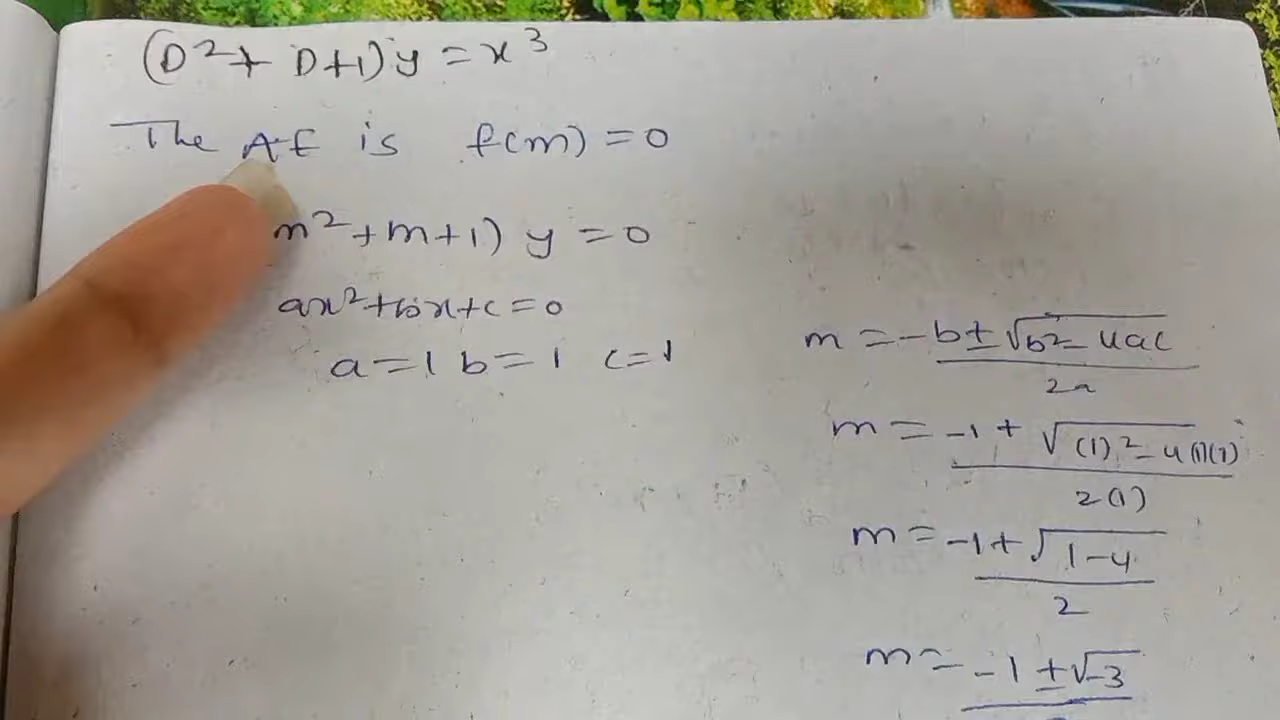 (D²+ D+1)y = x³
The AE is f(m) = 0
m²+m+1) y = 0
ax²+bx+c = 0
a=1 b=1 c=1
m = -b±√b²-4ac
2a
m = -1+ √(1)²-4(1)(1)
2(1)
m = -1+√1-4
2
m = -1±√-3